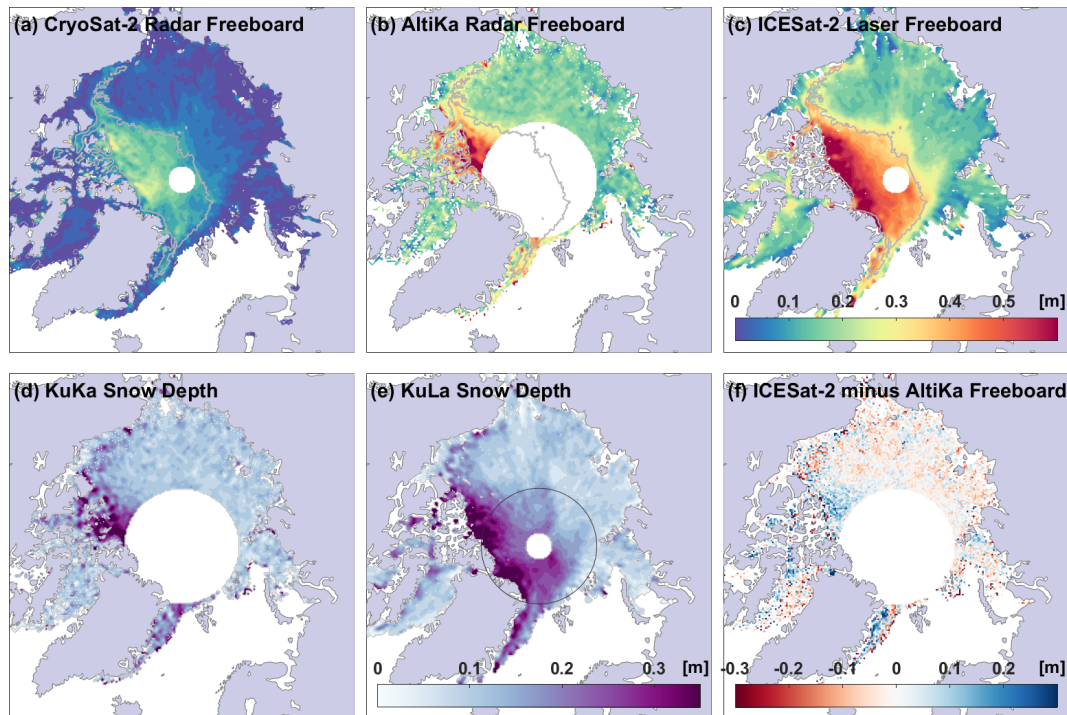 (a) CryoSat-2 Radar Freeboard
(b) AltiKa Radar Freeboard
(c) ICESat-2 Laser Freeboard
0 0.1 0.2 0.3 0.4 0.5 [m]
(d) KuKa Snow Depth
(e) KuLa Snow Depth
(f) ICESat-2 minus AltiKa Freeboard
0 0.1 0.2 0.3 [m]
-0.3 -0.2 -0.1 0 0.1 0.2 [m]